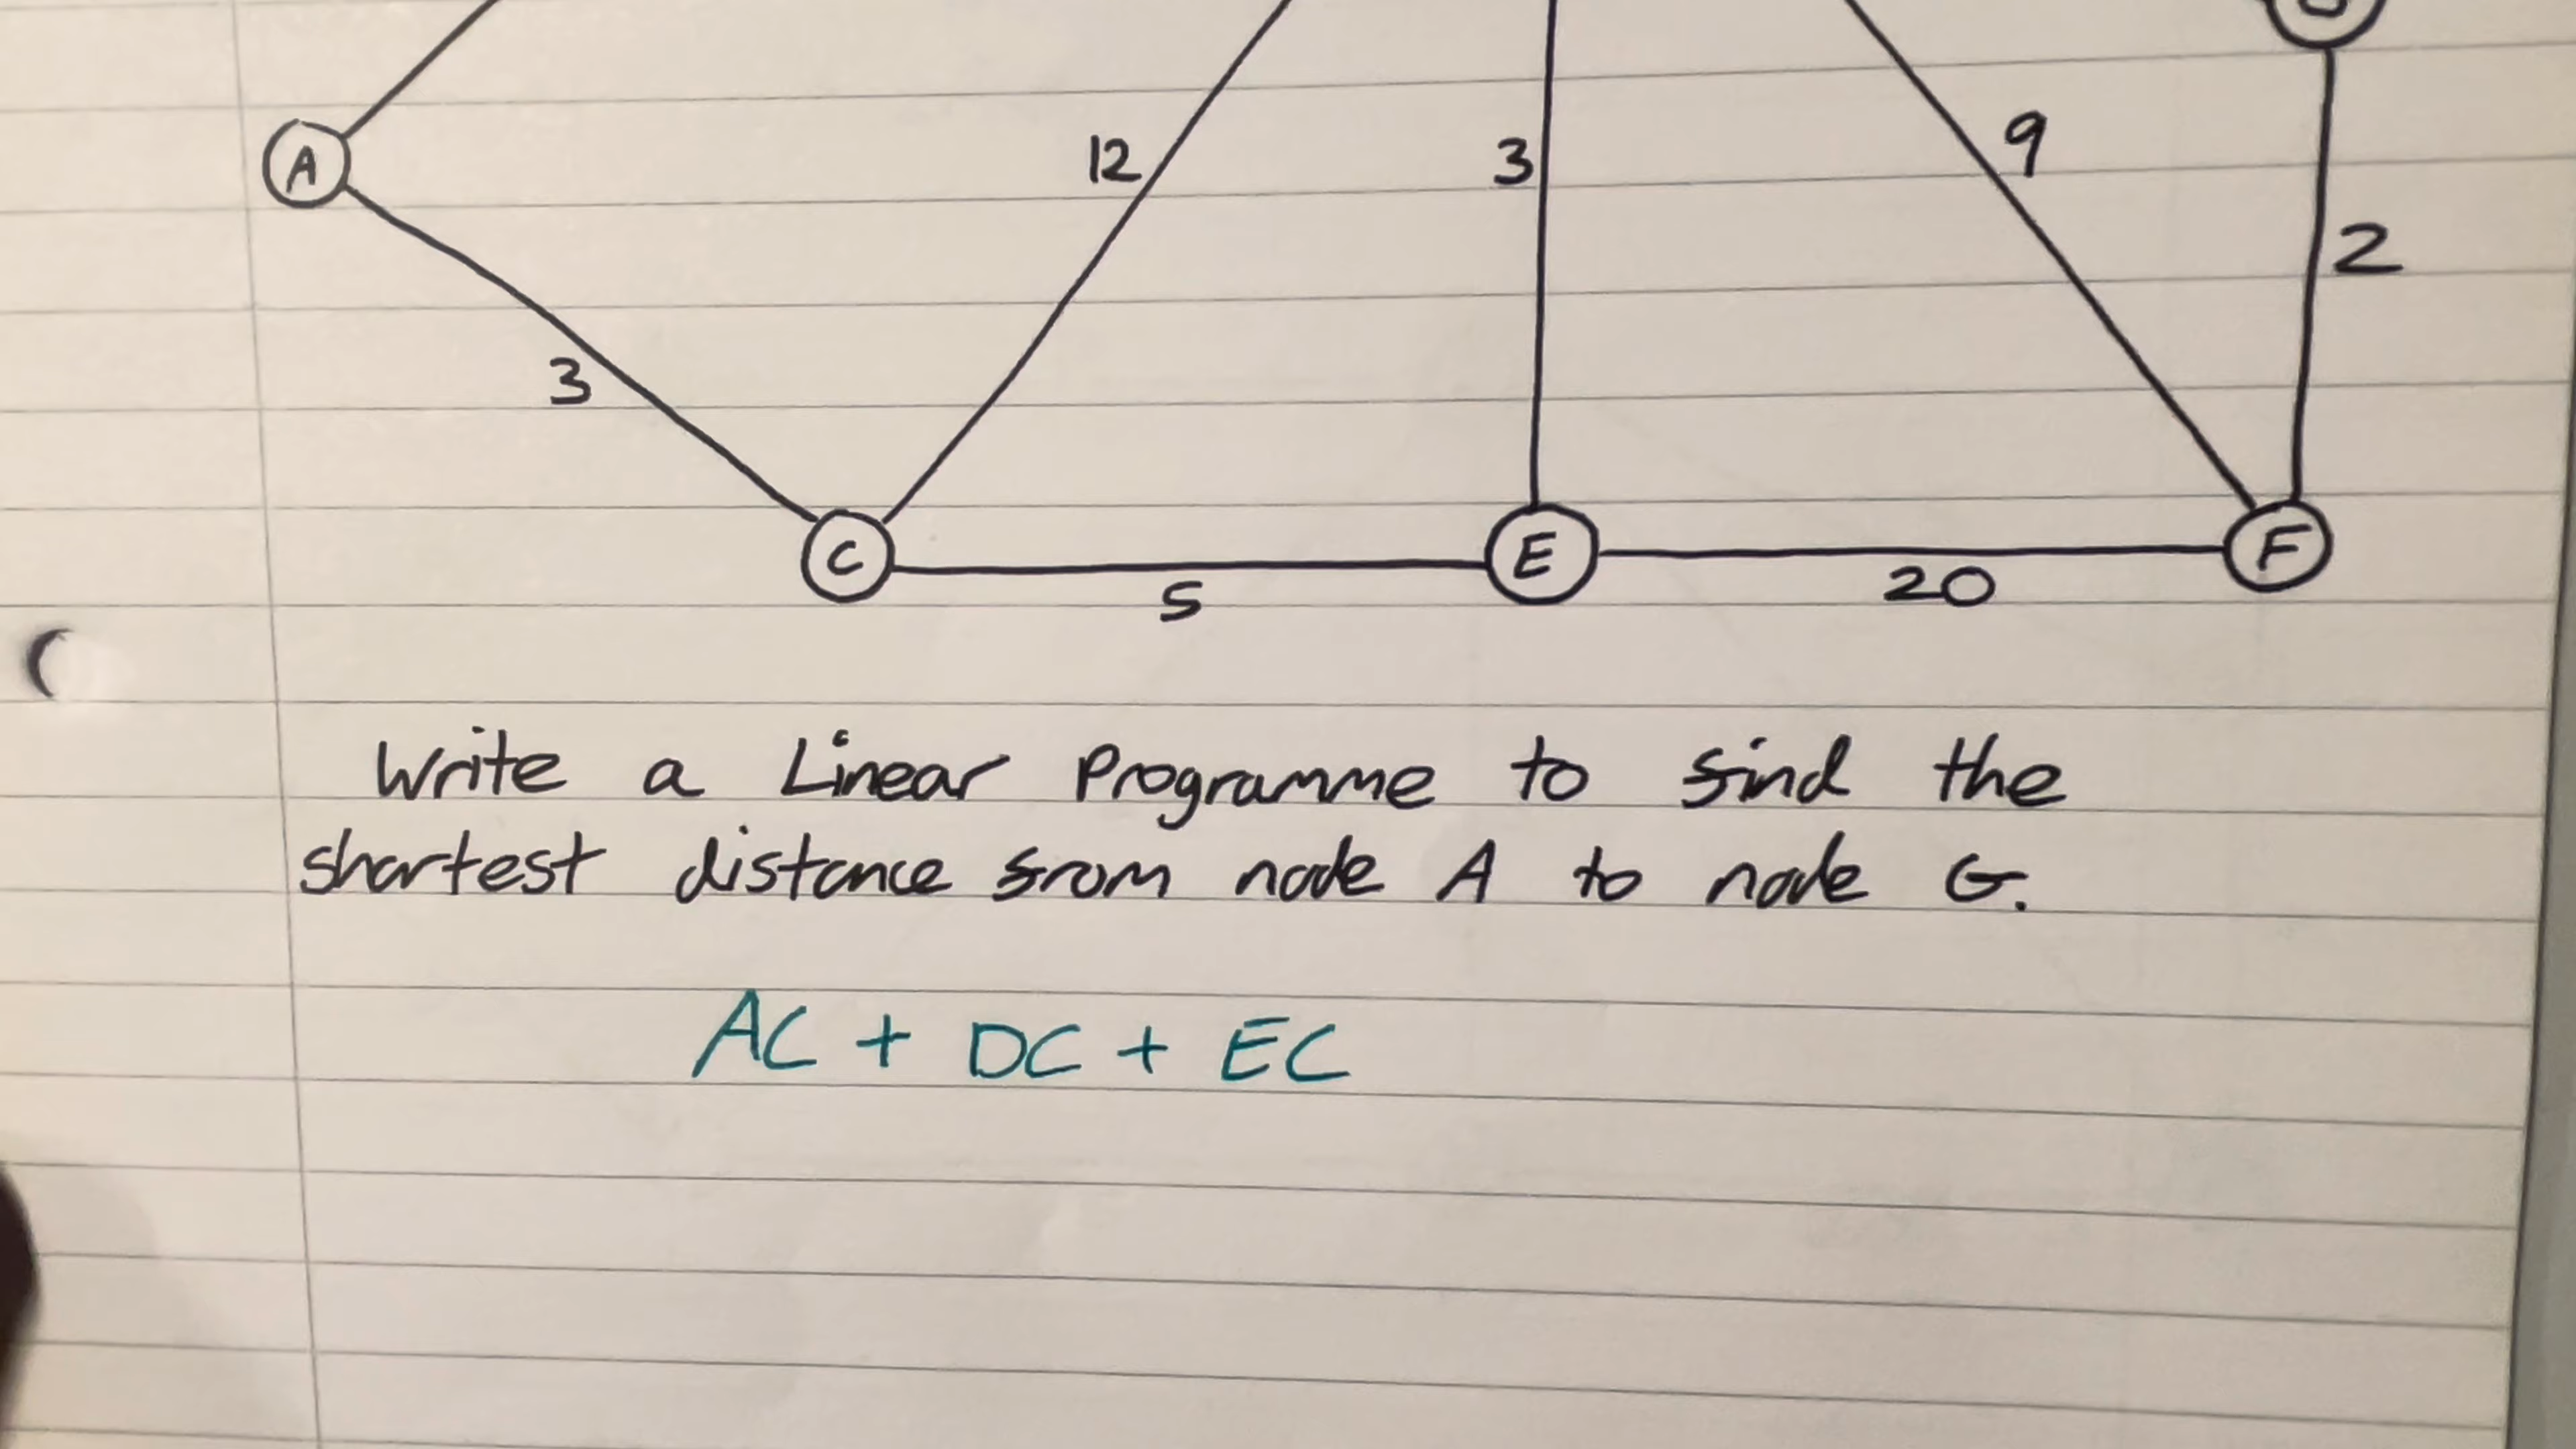 A
12
3
9
2
3
C
E
F
5
20
Write a Linear Programme to find the
shortest distance from node A to node G.
AC + DC + EC